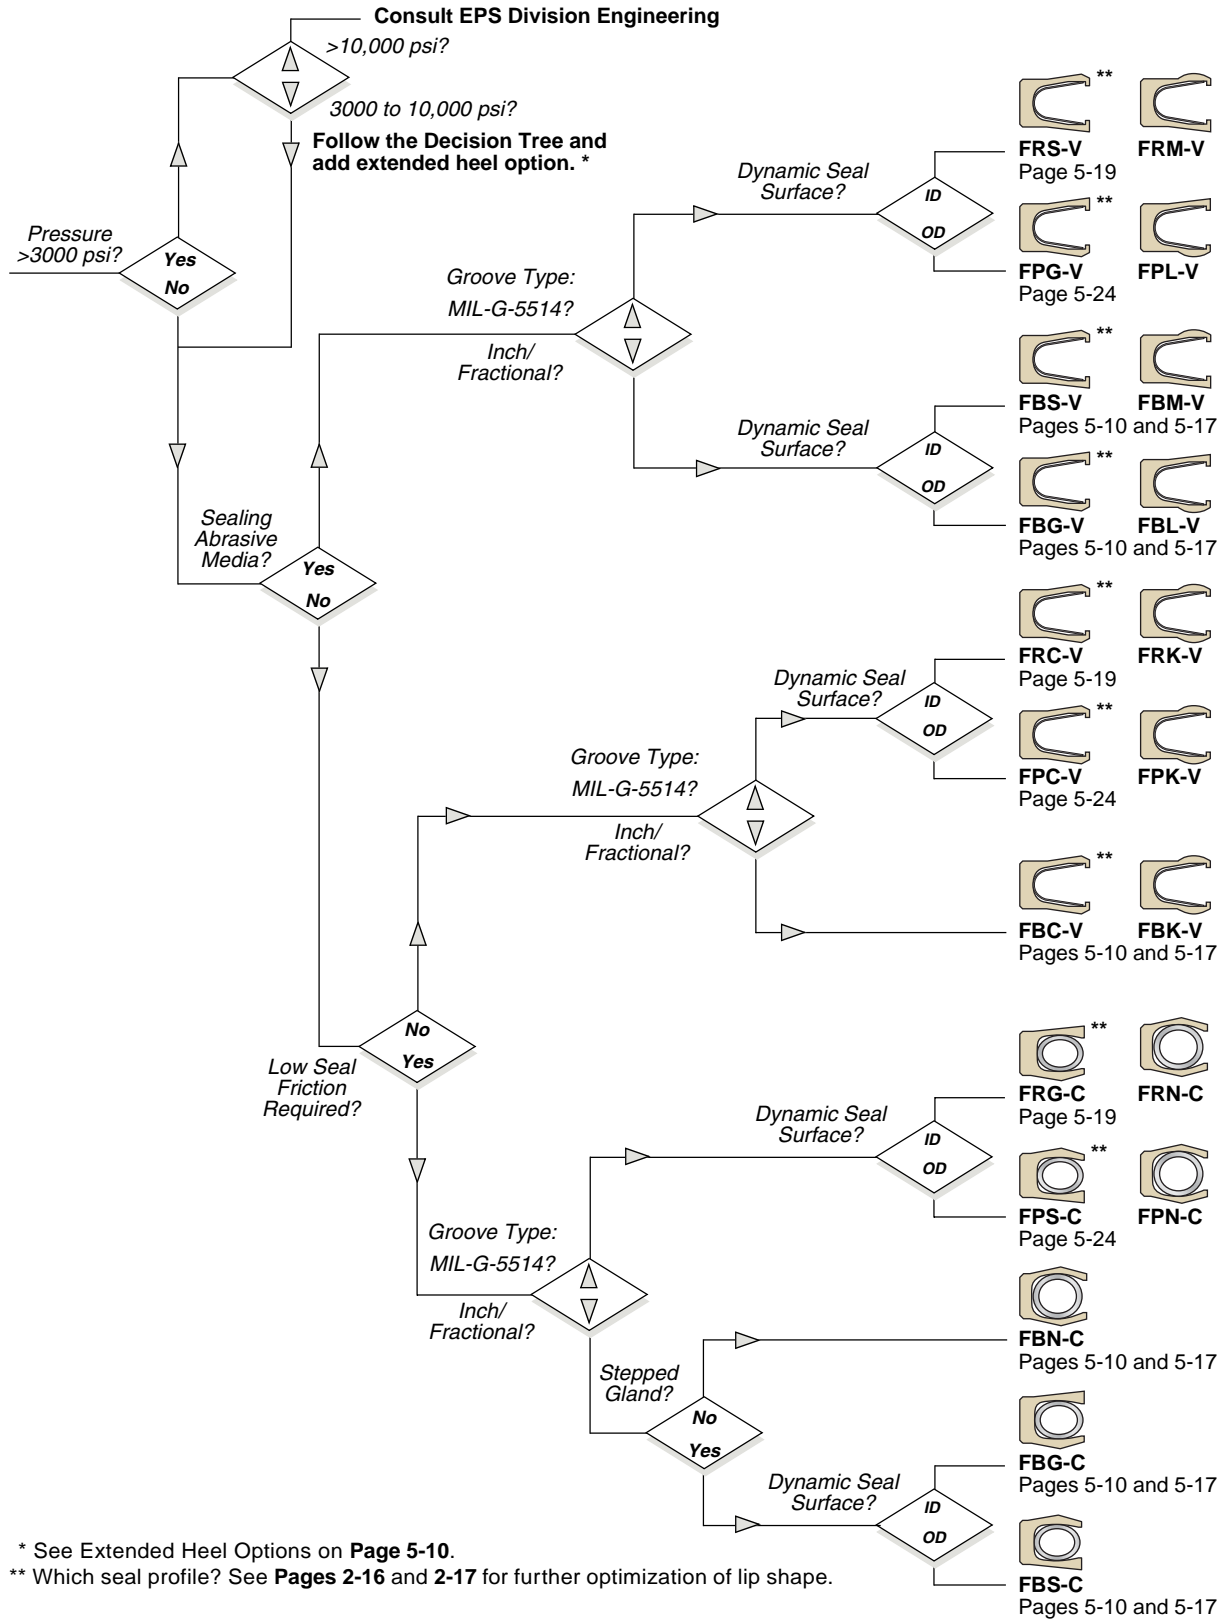 Consult EPS Division Engineering
>10,000 psi?
3000 to 10,000 psi?
Follow the Decision Tree and
add extended heel option. *
Pressure
>3000 psi?
Yes
No
Sealing
Abrasive
Media?
Yes
No
Groove Type:
MIL-G-5514?
Inch/
Fractional?
Dynamic Seal
Surface?
ID
OD
**
FRS-V FRM-V
Page 5-19
**
FPG-V FPL-V
Page 5-24
Dynamic Seal
Surface?
ID
OD
**
FBS-V FBM-V
Pages 5-10 and 5-17
**
FBG-V FBL-V
Pages 5-10 and 5-17
Low Seal
Friction
Required?
No
Yes
Groove Type:
MIL-G-5514?
Inch/
Fractional?
Dynamic Seal
Surface?
ID
OD
**
FRC-V FRK-V
Page 5-19
**
FPC-V FPK-V
Page 5-24
**
FBC-V FBK-V
Pages 5-10 and 5-17
Groove Type:
MIL-G-5514?
Inch/
Fractional?
Dynamic Seal
Surface?
ID
OD
**
FRG-C FRN-C
Page 5-19
**
FPS-C FPN-C
Page 5-24
Stepped
Gland?
No
Yes
FBN-C
Pages 5-10 and 5-17
Dynamic Seal
Surface?
ID
OD
FBG-C
Pages 5-10 and 5-17
FBS-C
Pages 5-10 and 5-17
* See Extended Heel Options on Page 5-10.
** Which seal profile? See Pages 2-16 and 2-17 for further optimization of lip shape.